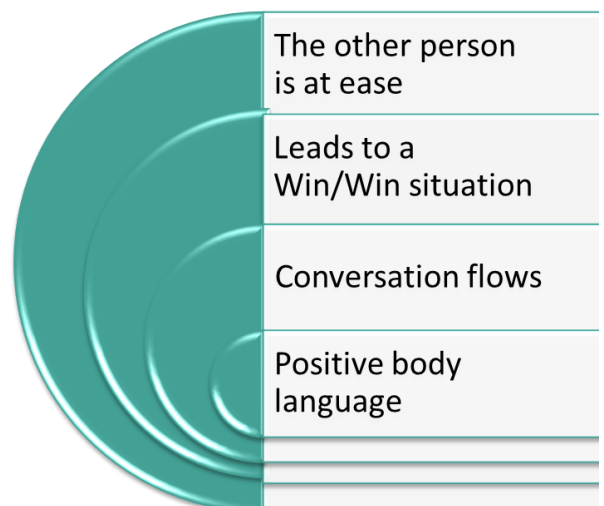 The other person
is at ease
Leads to a
Win/Win situation
Conversation flows
Positive body
language